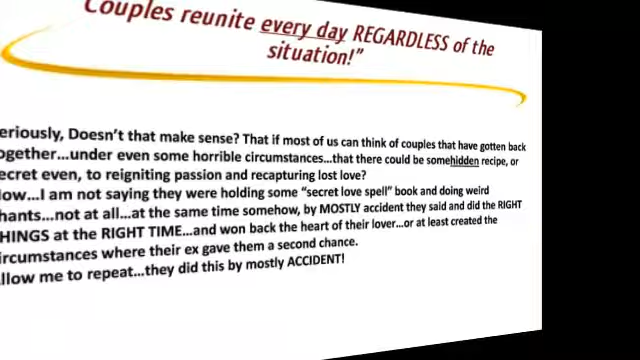 Couples reunite every day REGARDLESS of the
situation!”
eriously, Doesn’t that make sense? That if most of us can think of couples that have gotten back
ogether...under even some horrible circumstances...that there could be somehidden recipe, or
ecret even, to reigniting passion and recapturing lost love?
ow...I am not saying they were holding some “secret love spell” book and doing weird
hants...not at all...at the same time somehow, by MOSTLY accident they said and did the RIGHT
HINGS at the RIGHT TIME...and won back the heart of their lover...or at least created the
ircumstances where their ex gave them a second chance.
llow me to repeat...they did this by mostly ACCIDENT!